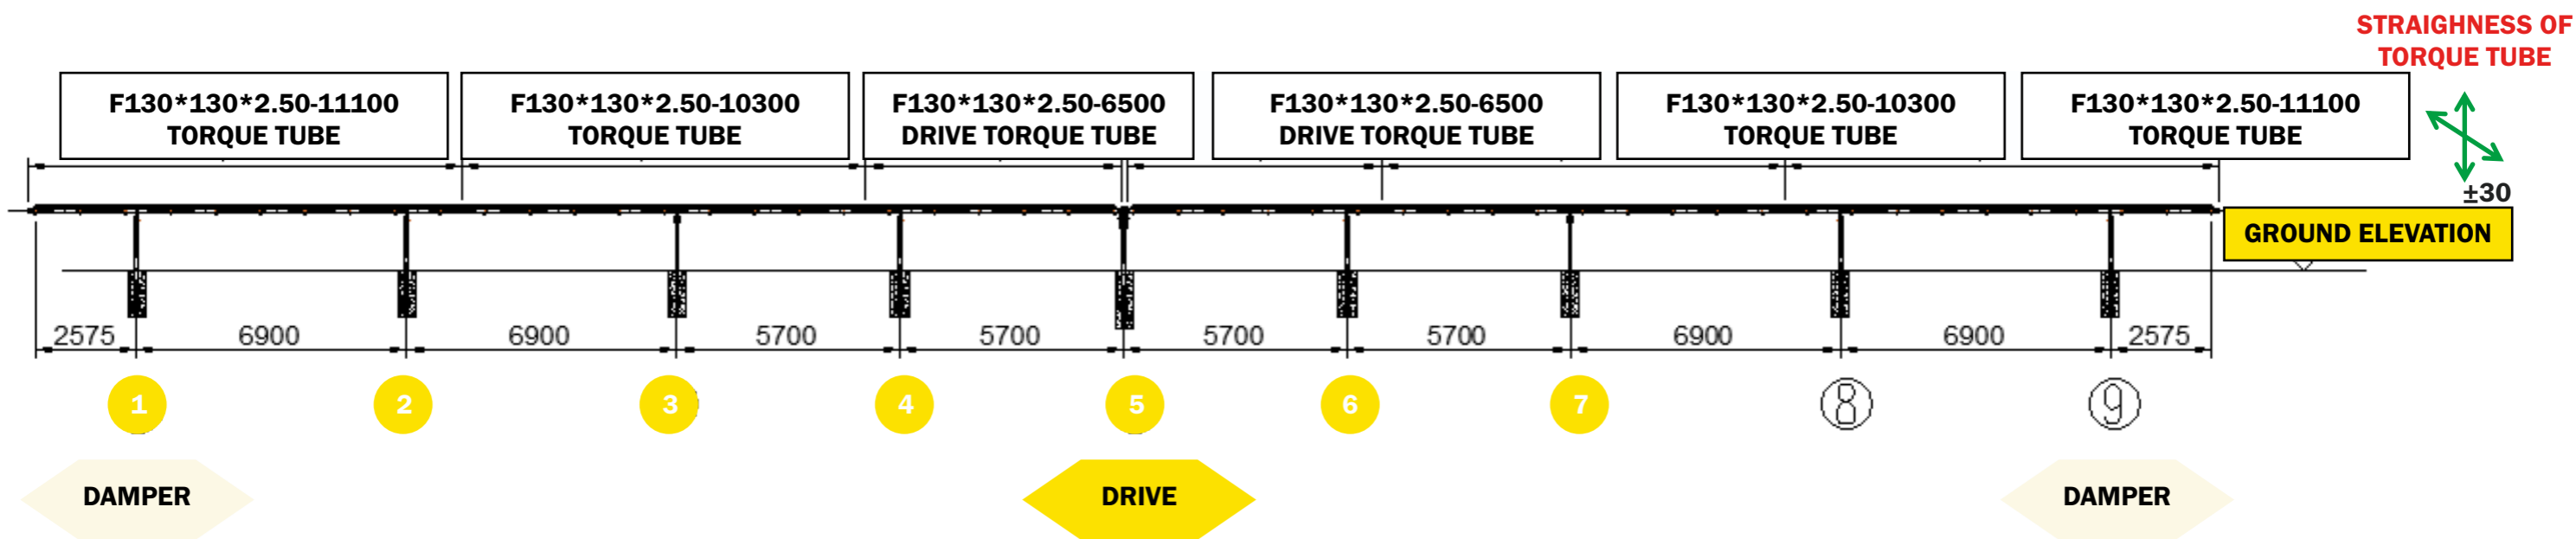 STRAIGHNESS OF
TORQUE TUBE
F130*130*2.50-11100
TORQUE TUBE
F130*130*2.50-10300
TORQUE TUBE
F130*130*2.50-6500
DRIVE TORQUE TUBE
F130*130*2.50-6500
DRIVE TORQUE TUBE
F130*130*2.50-10300
TORQUE TUBE
F130*130*2.50-11100
TORQUE TUBE
±30
GROUND ELEVATION
2575 6900 6900 5700 5700 5700 5700 6900 6900 2575
1 2 3 4 5 6 7 8 9
DAMPER DRIVE DAMPER